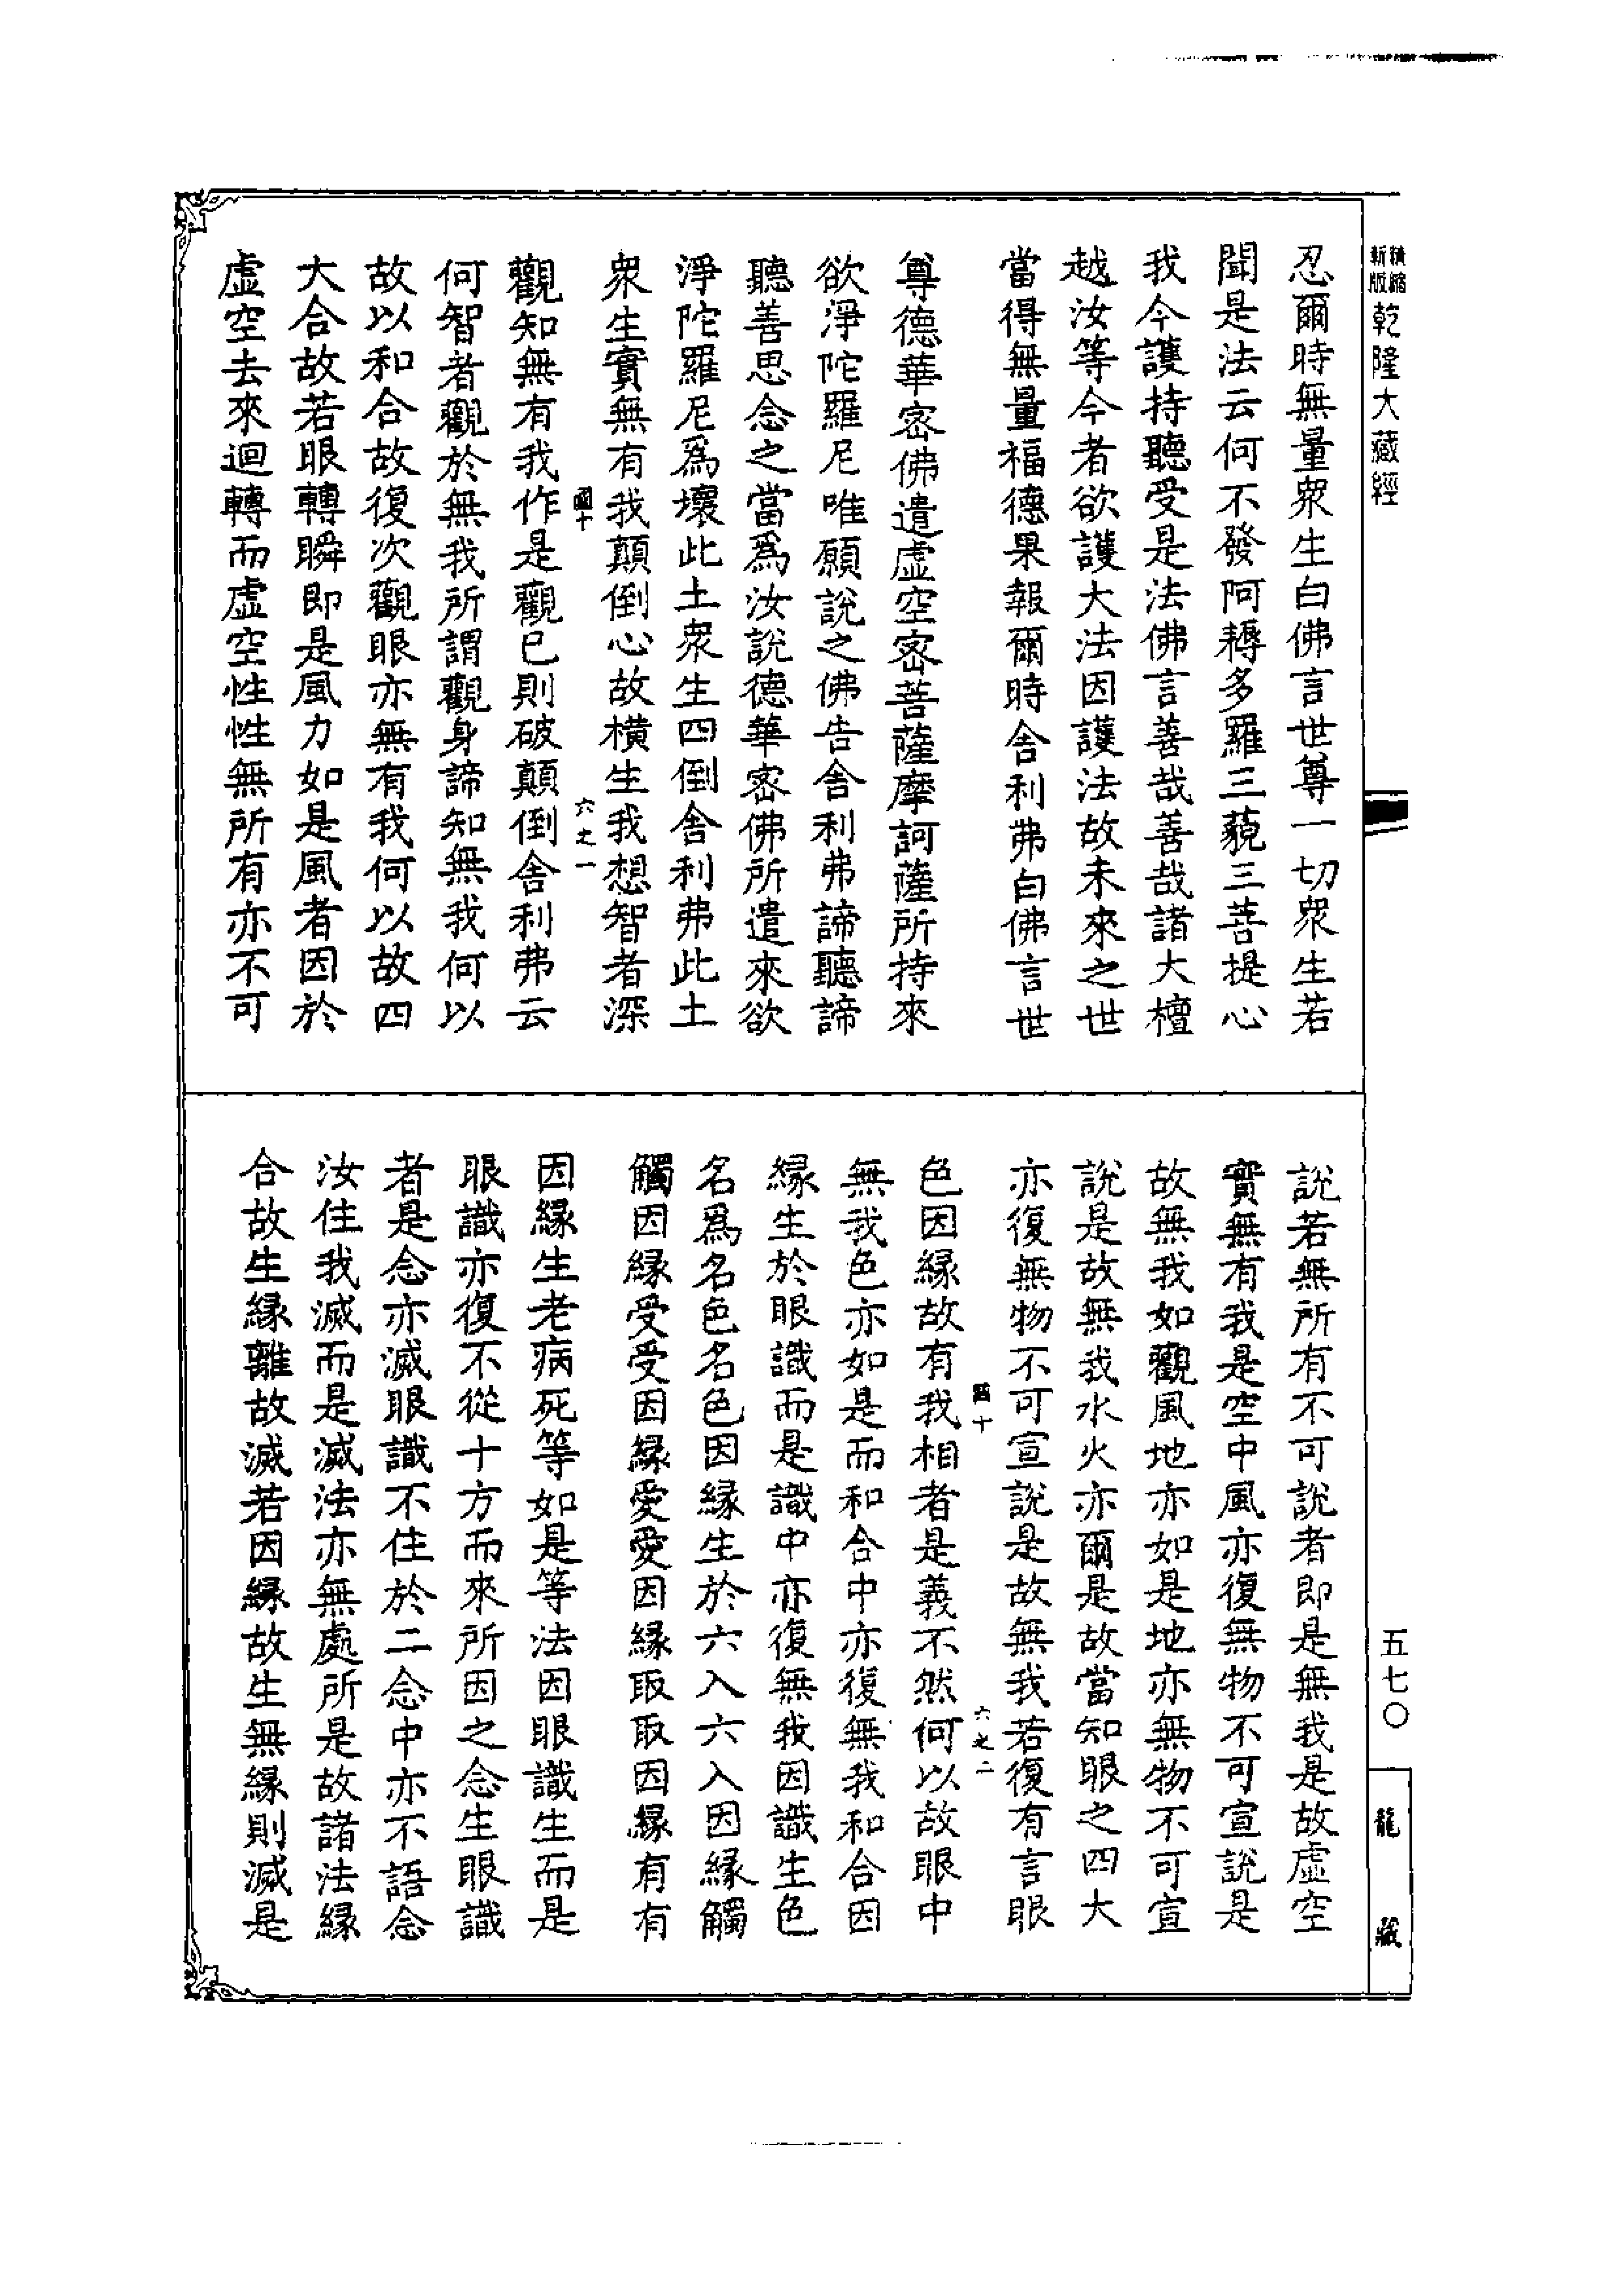 精縮
新版
乾隆大藏經
忍爾時無量眾生白佛言世尊一切眾生若
聞是法云何不發阿耨多羅三藐三菩提心
我今護持聽受是法佛言善哉善哉諸大檀
越汝等今者欲護大法因護法故未來之世
當得無量福德果報爾時舍利弗白佛言世
尊德華密佛遣虛空密菩薩摩訶薩所持來
欲淨陀羅尼唯願說之佛告舍利弗諦聽諦
聽善思念之當爲汝說德華密佛所遣來欲
淨陀羅尼爲壞此土眾生四倒舍利弗此土
眾生實無有我顛倒心故橫生我想智者深
國十
六之一
觀知無有我作是觀已則破顛倒舍利弗云
何智者觀於無我所謂觀身諦知無我何以
故以和合故復次觀眼亦無有我何以故四
大合故若眼轉瞬即是風力如是風者因於
虛空去來迴轉而虛空性性無所有亦不可
說若無所有不可說者即是無我是故虛空
實無有我是空中風亦復無物不可宣說是
故無我如觀風地亦如是地亦無物不可宣
說是故無我水火亦爾是故當知眼之四大
亦復無物不可宣說是故無我若復有言眼
國十
六之二
色因緣故有我相者是義不然何以故眼中
無我色亦如是而和合中亦復無我和合因
緣生於眼識而是識中亦復無我因識生色
名爲名色名色因緣生於六入六入因緣觸
觸因緣受受因緣愛愛因緣取取因緣有有
因緣生老病死等如是等法因眼識生而是
眼識亦復不從十方而來所因之念生眼識
者是念亦滅眼識不住於二念中亦不語念
汝住我滅而是滅法亦無處所是故諸法緣
合故生緣離故滅若因緣故生無緣則滅是
五七〇
龍藏